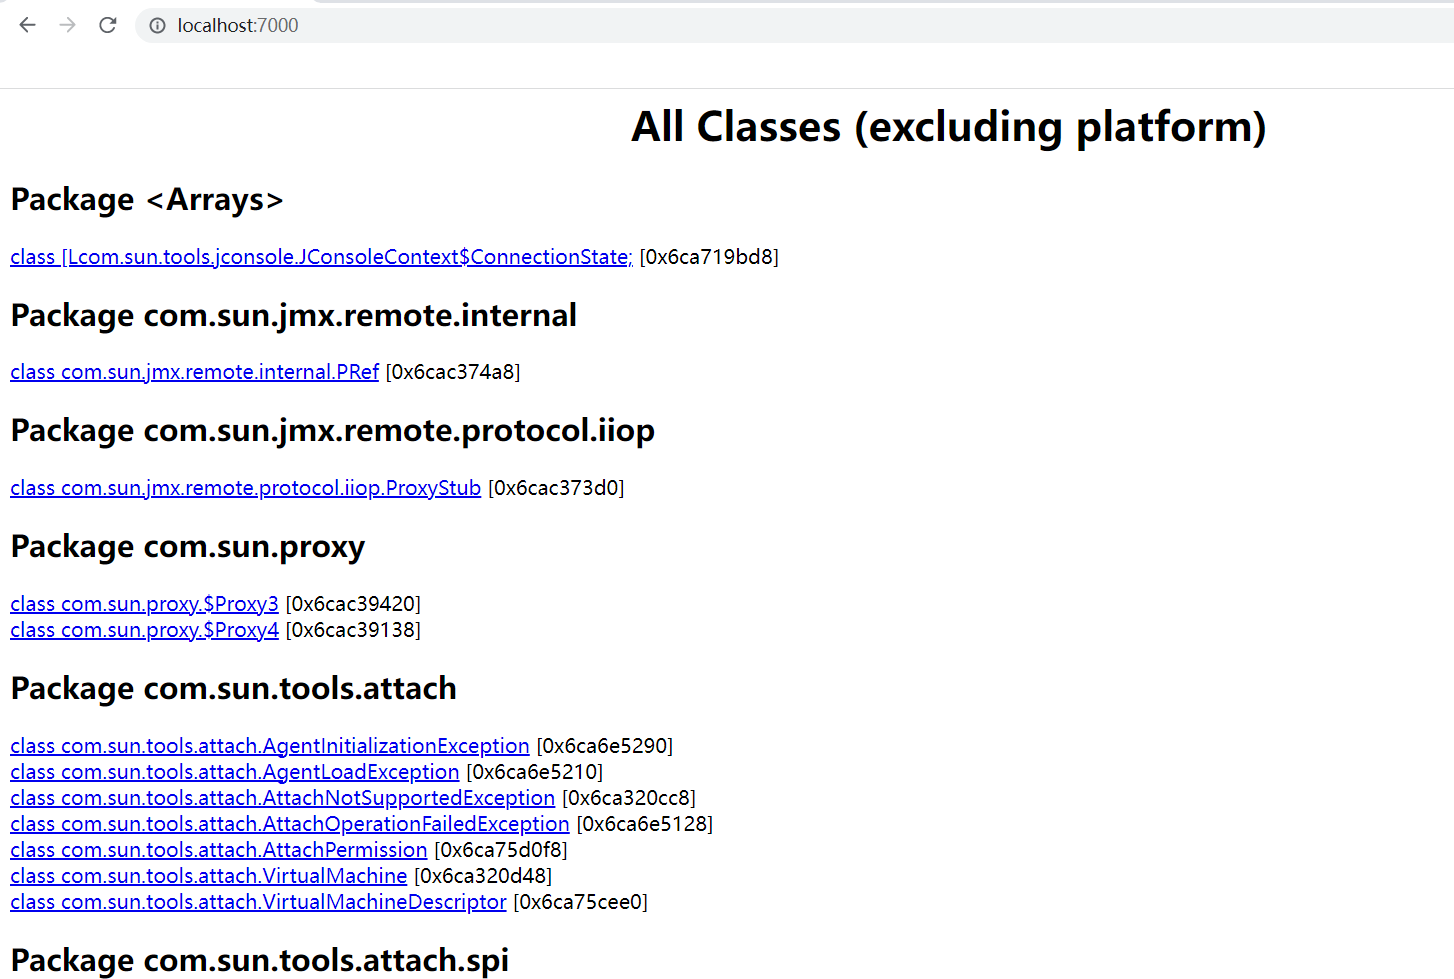 localhost:7000
All Classes (excluding platform)
Package <Arrays>
class [Lcom.sun.tools.jconsole.JConsoleContext$ConnectionState; [0x6ca719bd8]
Package com.sun.jmx.remote.internal
class com.sun.jmx.remote.internal.PRef [0x6cac374a8]
Package com.sun.jmx.remote.protocol.iiop
class com.sun.jmx.remote.protocol.iiop.ProxyStub [0x6cac373d0]
Package com.sun.proxy
class com.sun.proxy.$Proxy3 [0x6cac39420]
class com.sun.proxy.$Proxy4 [0x6cac39138]
Package com.sun.tools.attach
class com.sun.tools.attach.AgentInitializationException [0x6ca6e5290]
class com.sun.tools.attach.AgentLoadException [0x6ca6e5210]
class com.sun.tools.attach.AttachNotSupportedException [0x6ca320cc8]
class com.sun.tools.attach.AttachOperationFailedException [0x6ca6e5128]
class com.sun.tools.attach.AttachPermission [0x6ca75d0f8]
class com.sun.tools.attach.VirtualMachine [0x6ca320d48]
class com.sun.tools.attach.VirtualMachineDescriptor [0x6ca75cee0]
Package com.sun.tools.attach.spi